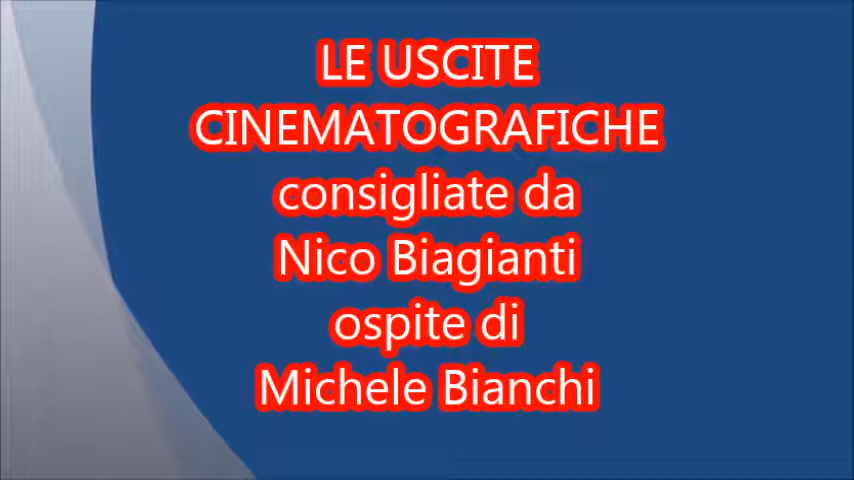 LE USCITE
CINEMATOGRAFICHE
consigliate da
Nico Biagianti
ospite di
Michele Bianchi